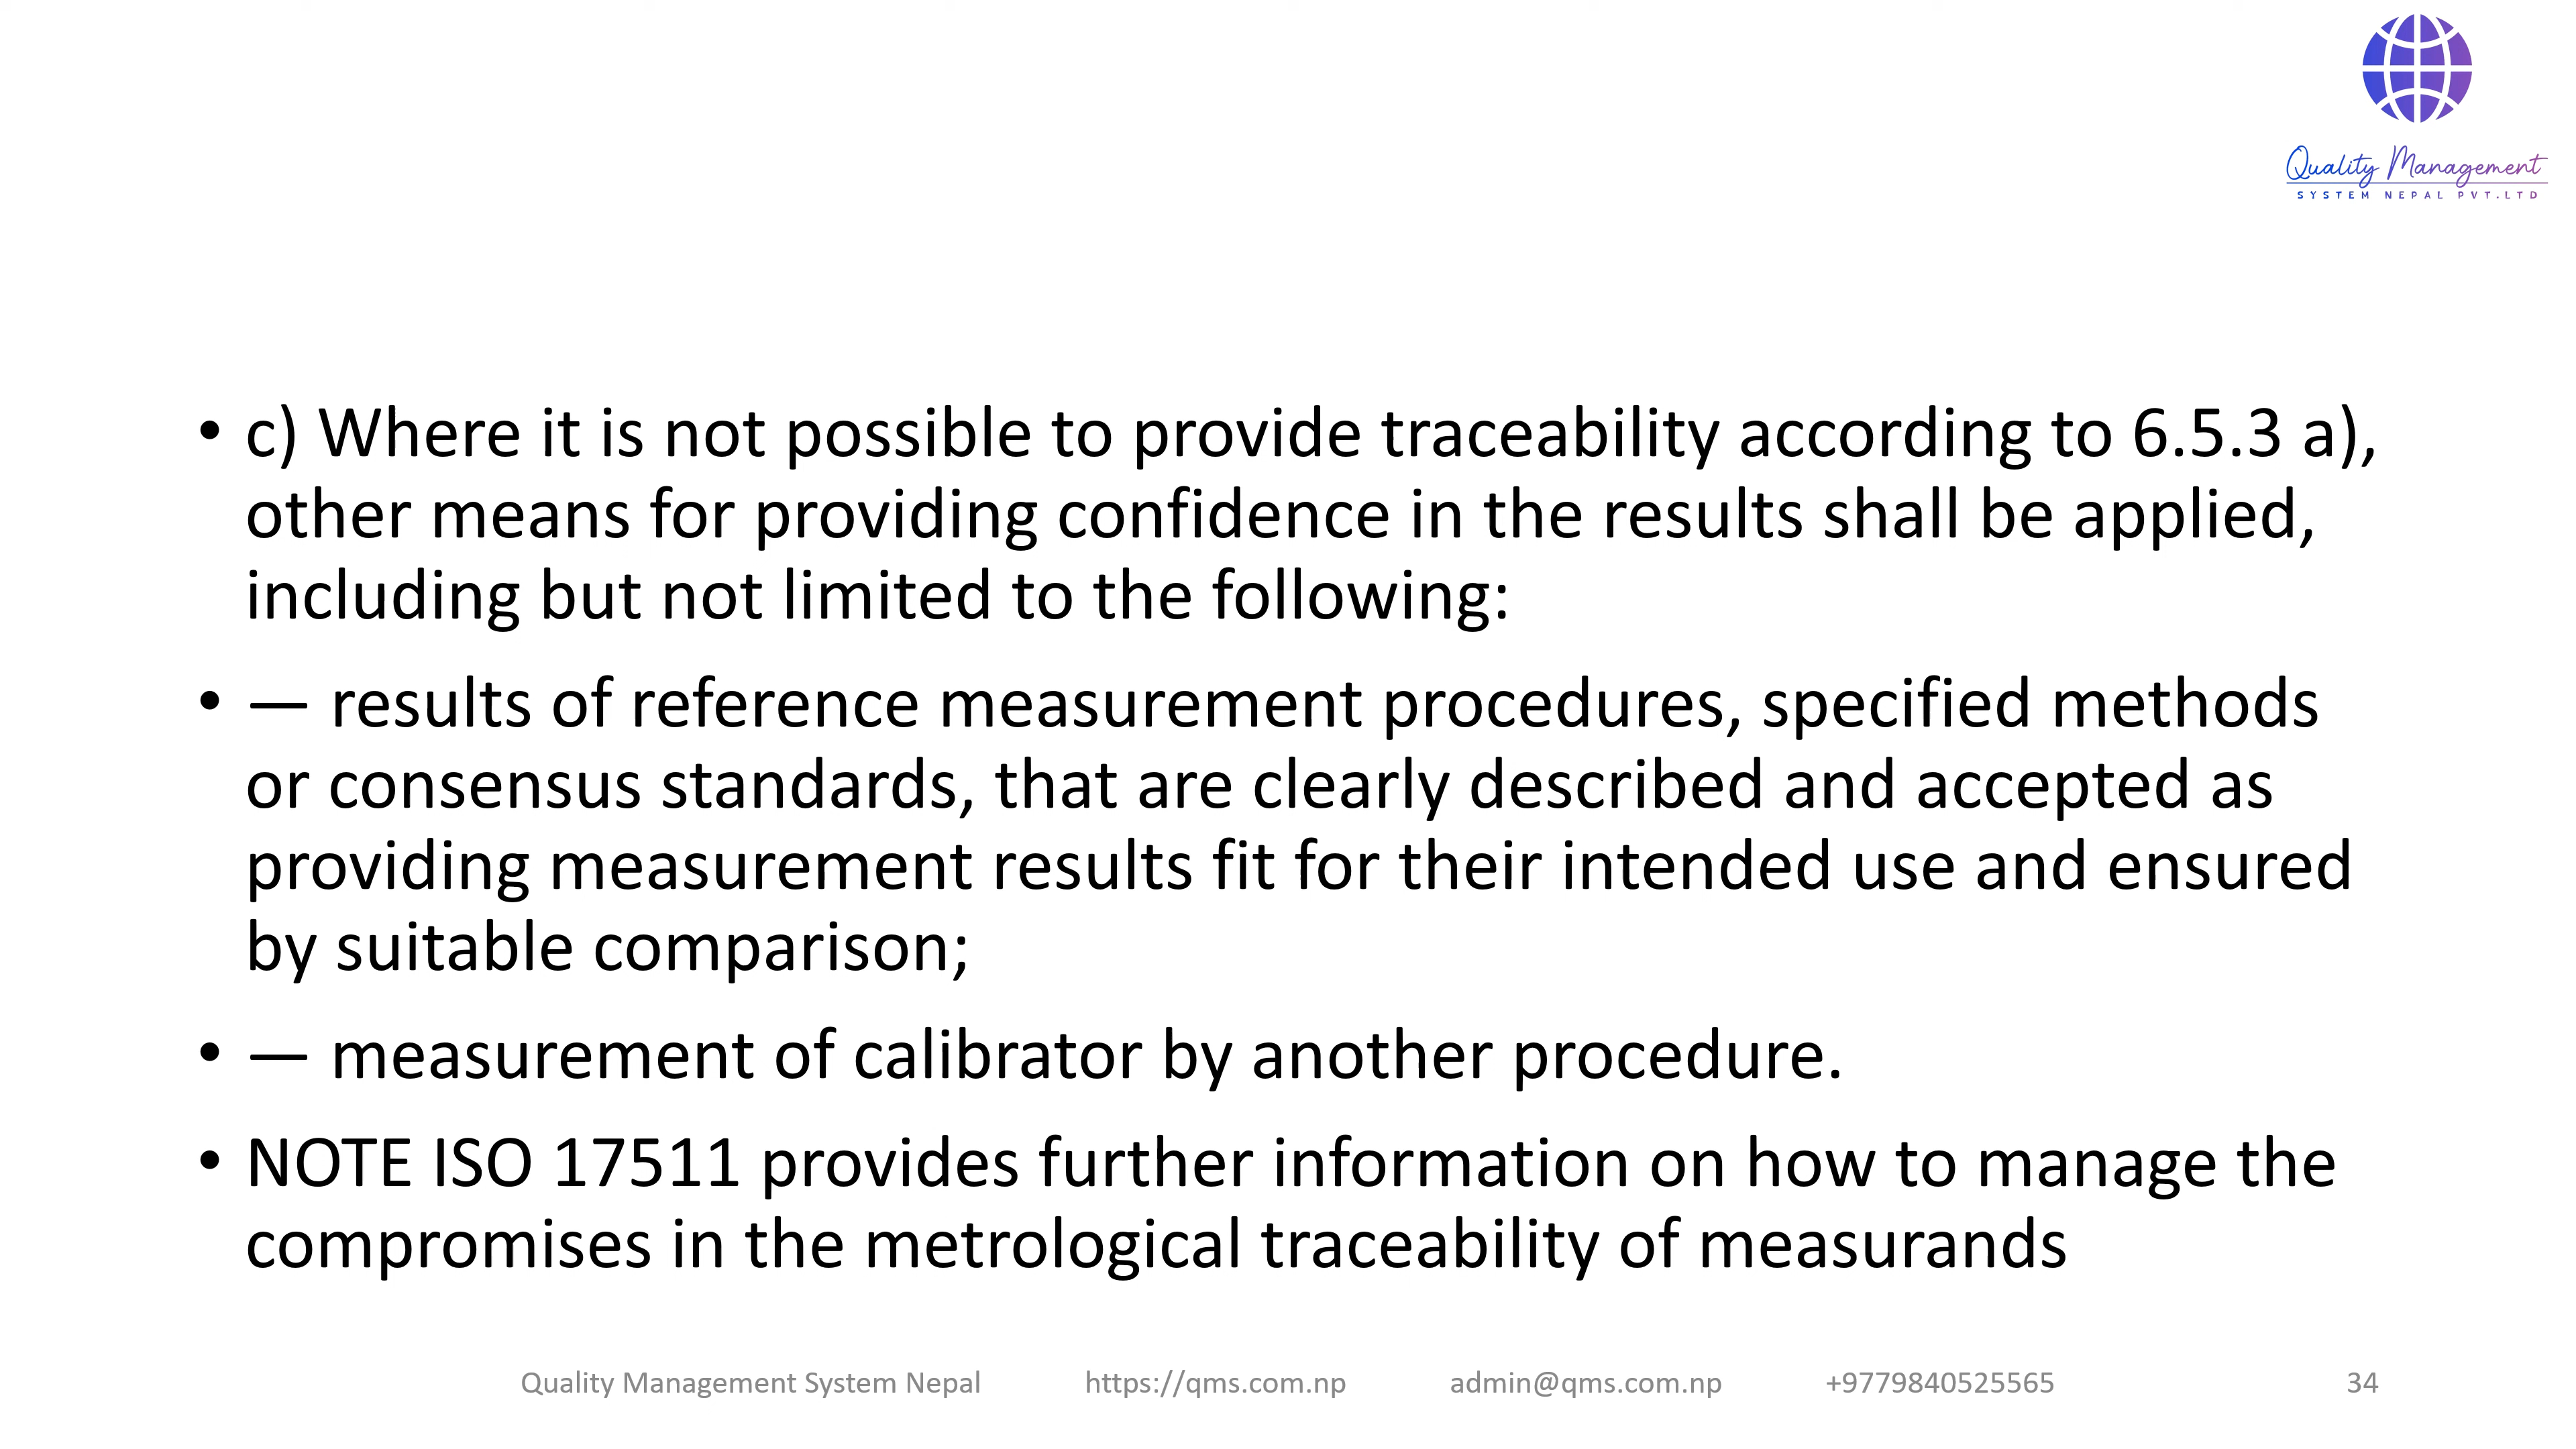 Quality Management
SYSTEM NEPAL PVT.LTD
• c) Where it is not possible to provide traceability according to 6.5.3 a),
other means for providing confidence in the results shall be applied,
including but not limited to the following:
• — results of reference measurement procedures, specified methods
or consensus standards, that are clearly described and accepted as
providing measurement results fit for their intended use and ensured
by suitable comparison;
• — measurement of calibrator by another procedure.
• NOTE ISO 17511 provides further information on how to manage the
compromises in the metrological traceability of measurands
Quality Management System Nepal https://qms.com.np admin@qms.com.np +9779840525565 34